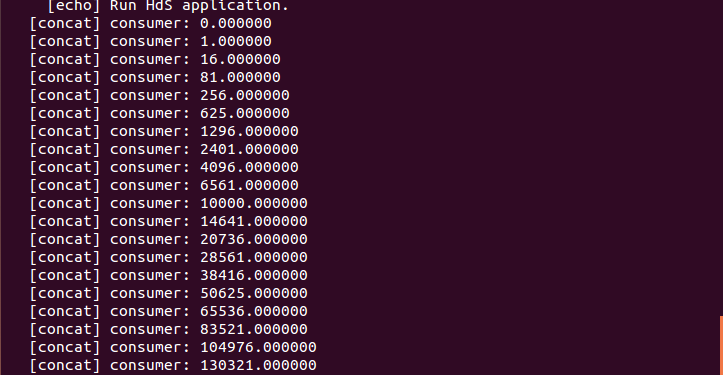 [echo] Run HdS application.
[concat] consumer: 0.000000
[concat] consumer: 1.000000
[concat] consumer: 16.000000
[concat] consumer: 81.000000
[concat] consumer: 256.000000
[concat] consumer: 625.000000
[concat] consumer: 1296.000000
[concat] consumer: 2401.000000
[concat] consumer: 4096.000000
[concat] consumer: 6561.000000
[concat] consumer: 10000.000000
[concat] consumer: 14641.000000
[concat] consumer: 20736.000000
[concat] consumer: 28561.000000
[concat] consumer: 38416.000000
[concat] consumer: 50625.000000
[concat] consumer: 65536.000000
[concat] consumer: 83521.000000
[concat] consumer: 104976.000000
[concat] consumer: 130321.000000